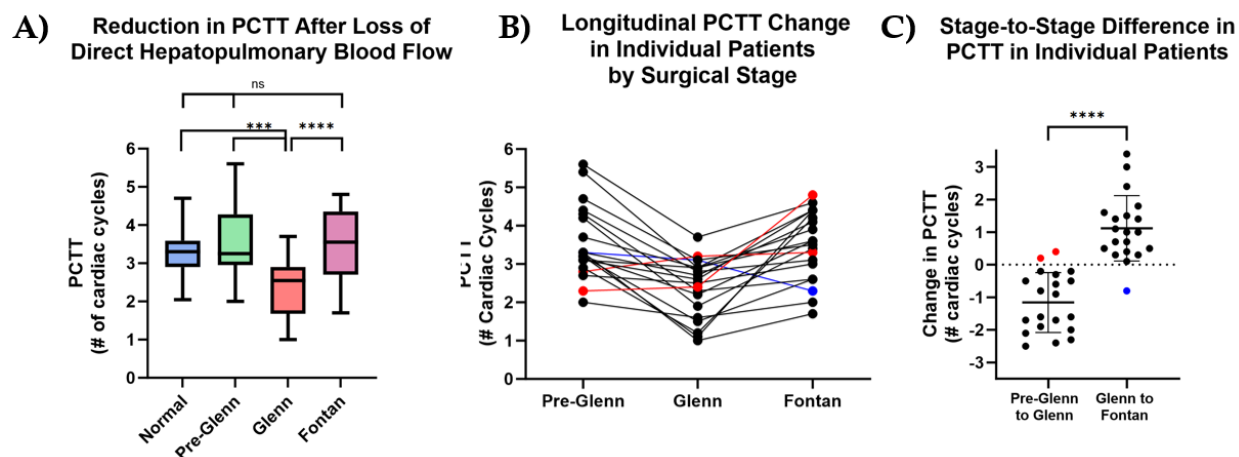 A)
Reduction in PCTT After Loss of
Direct Hepatopulmonary Blood Flow
ns
***
****
6
5
4
3
2
1
0
PCTT
(# of cardiac cycles)
Normal
Pre-Glenn
Glenn
Fontan
B)
Longitudinal PCTT Change
in Individual Patients
by Surgical Stage
6
5
4
3
2
1
0
PCTT
(# Cardiac Cycles)
Pre-Glenn
Glenn
Fontan
C)
Stage-to-Stage Difference in
PCTT in Individual Patients
****
3
2
1
0
-1
-2
-3
Change in PCTT
(# cardiac cycles)
Pre-Glenn
to Glenn
Glenn to
Fontan